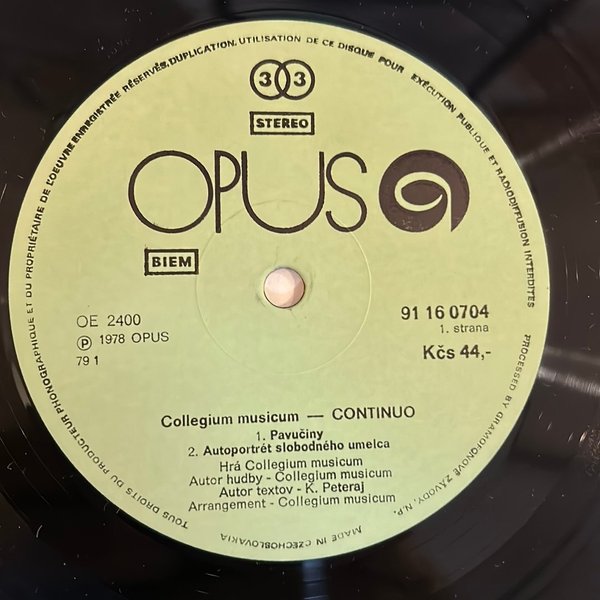 TOUS DROITS DU PRODUCTEUR PHONOGRAPHIQUE ET DU PROPRIÉTAIRE DE L'OEUVRE ENREGISTRÉE RÉSERVÉS. DUPLICATION, UTILISATION DE CE DISQUE POUR EXÉCUTION PUBLIQUE ET RADIODIFFUSION INTERDITES
33
STEREO
OPUS
BIEM
OE 2400
℗ 1978 OPUS
79 1
91 16 0704
1. strana
Kčs 44,-
Collegium musicum — CONTINUO
1. Pavučiny
2. Autoportrét slobodného umelca
Hrá Collegium musicum
Autor hudby - Collegium musicum
Autor textov - K. Peteraj
Arrangement - Collegium musicum
PROCESSED BY GRAMOFONOVÉ ZÁVODY, N.P.
MADE IN CZECHOSLOVAKIA